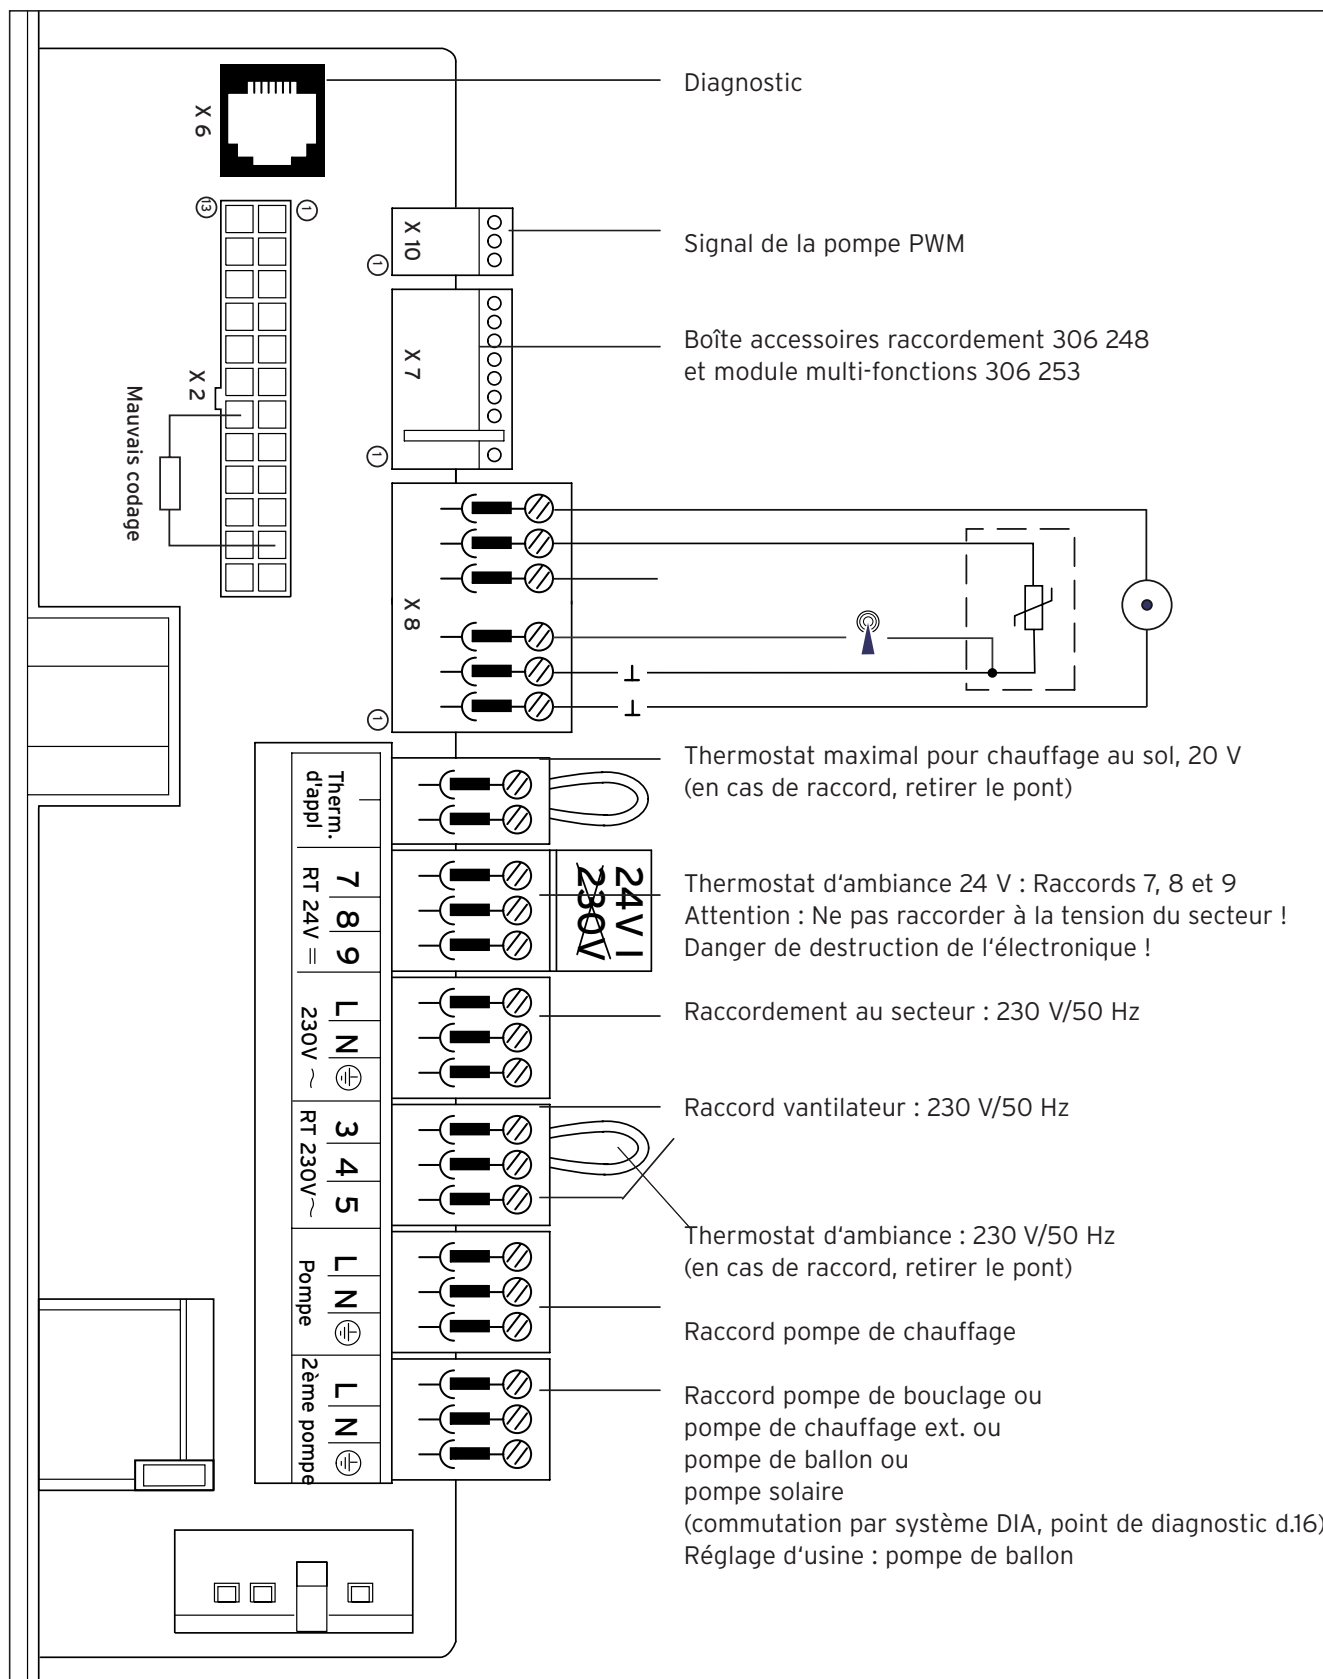 Diagnostic
X 6
13
1
X 10
1
Signal de la pompe PWM
X 7
1
Boîte accessoires raccordement 306 248
et module multi-fonctions 306 253
X 2
Mauvais codage
X 8
1
Therm.
d'appl
Thermostat maximal pour chauffage au sol, 20 V
(en cas de raccord, retirer le pont)
7 8 9
RT 24V =
24V I
230V
Thermostat d‘ambiance 24 V : Raccords 7, 8 et 9
Attention : Ne pas raccorder à la tension du secteur !
Danger de destruction de l‘électronique !
L N
230V ~
Raccordement au secteur : 230 V/50 Hz
3 4 5
RT 230V~
Raccord vantilateur : 230 V/50 Hz
Thermostat d‘ambiance : 230 V/50 Hz
(en cas de raccord, retirer le pont)
L N
Pompe
Raccord pompe de chauffage
L N
2ème pompe
Raccord pompe de bouclage ou
pompe de chauffage ext. ou
pompe de ballon ou
pompe solaire
(commutation par système DIA, point de diagnostic d.16)
Réglage d‘usine : pompe de ballon